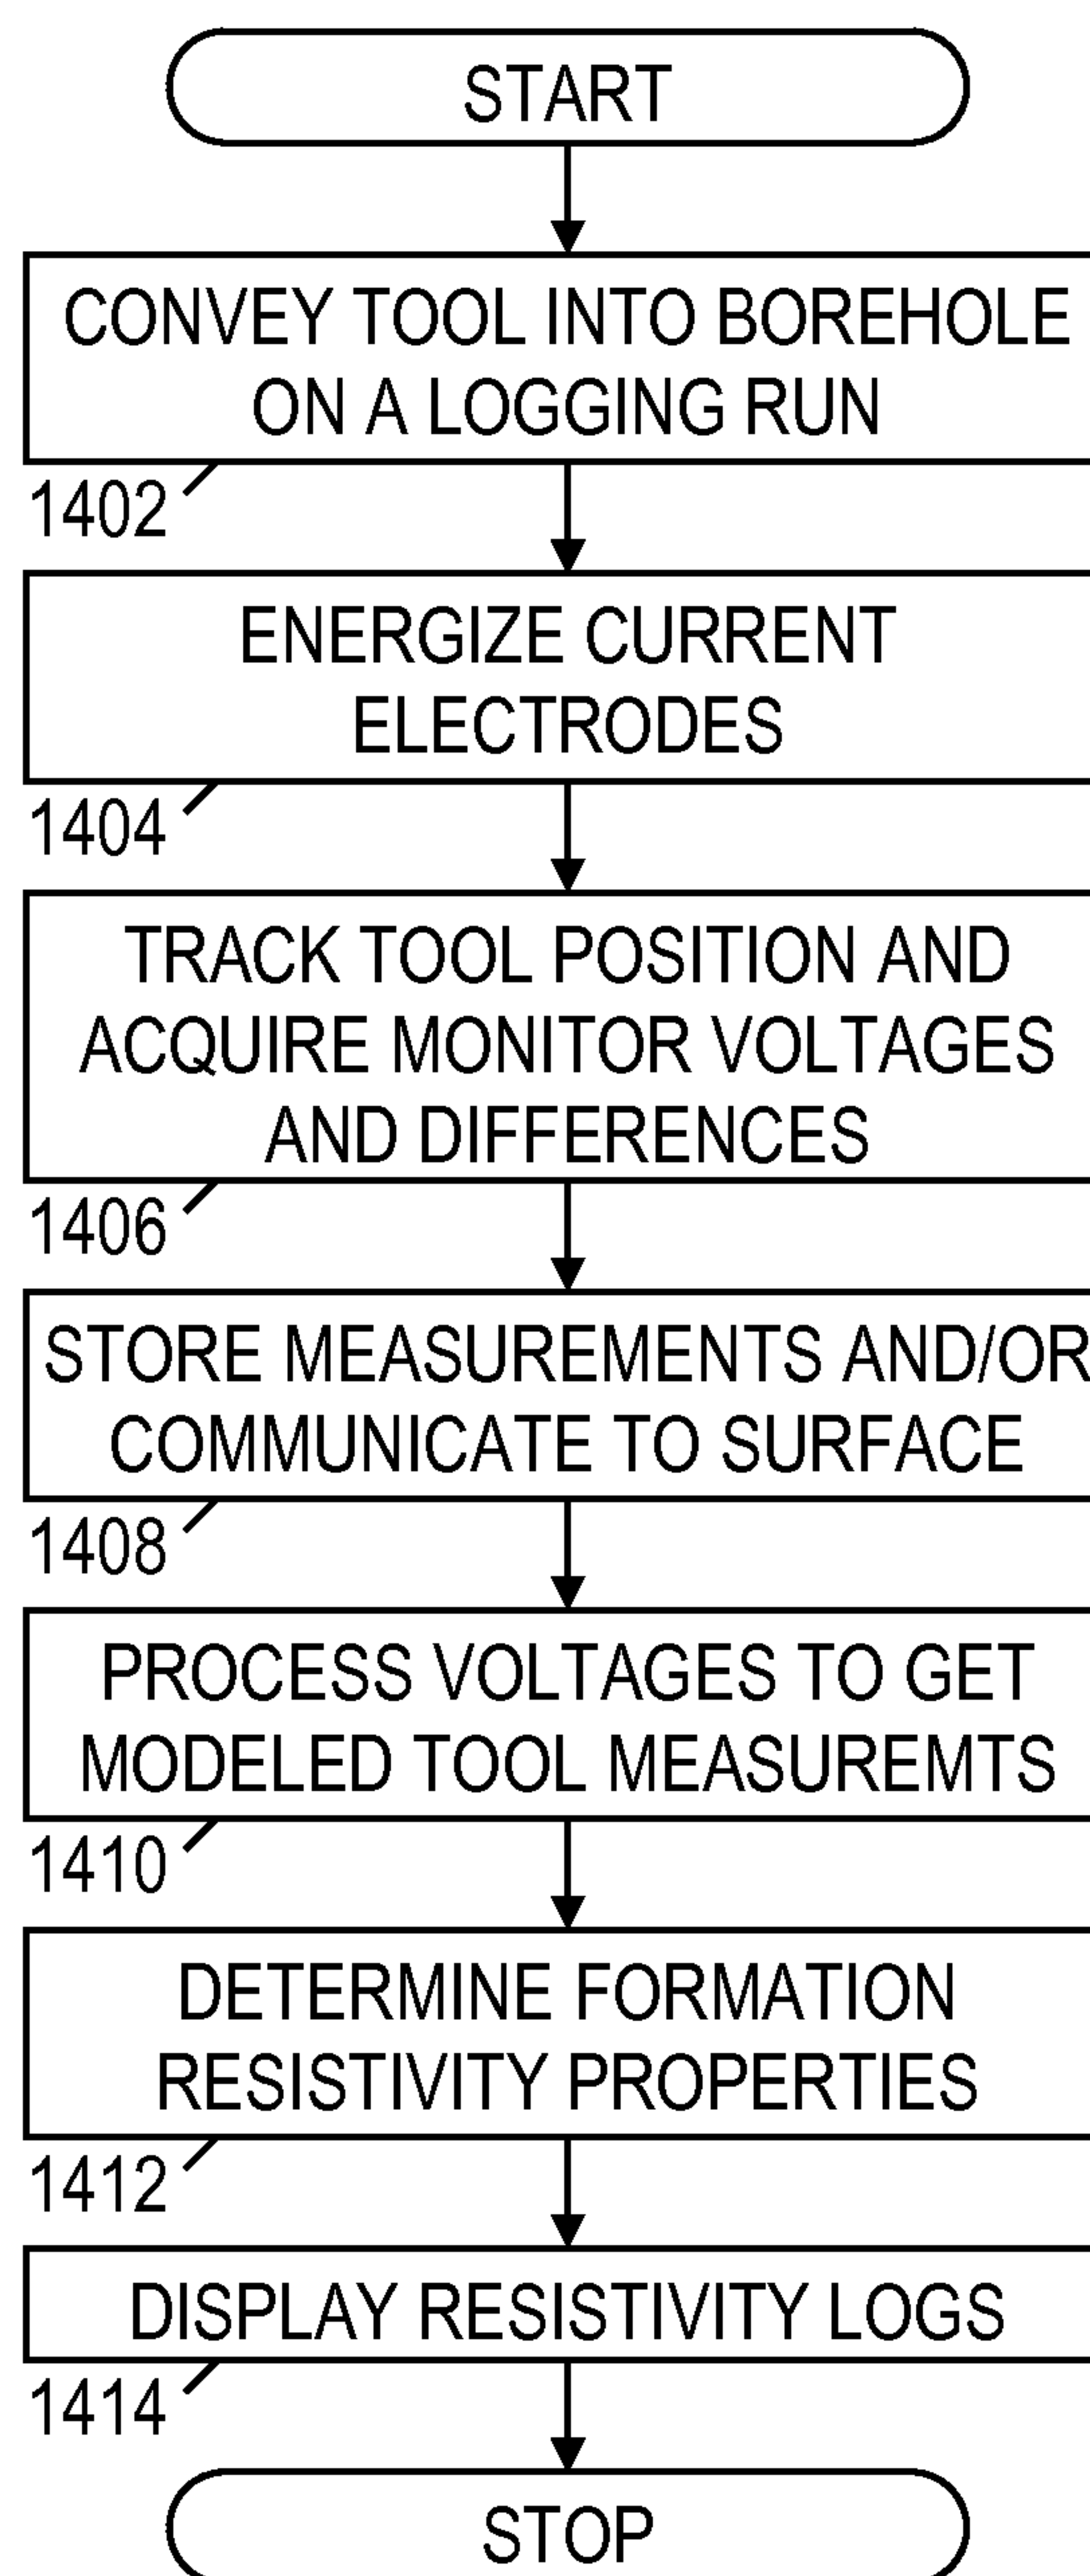 START
CONVEY TOOL INTO BOREHOLE
ON A LOGGING RUN
1402
ENERGIZE CURRENT
ELECTRODES
1404
TRACK TOOL POSITION AND
ACQUIRE MONITOR VOLTAGES
AND DIFFERENCES
1406
STORE MEASUREMENTS AND/OR
COMMUNICATE TO SURFACE
1408
PROCESS VOLTAGES TO GET
MODELED TOOL MEASUREMTS
1410
DETERMINE FORMATION
RESISTIVITY PROPERTIES
1412
DISPLAY RESISTIVITY LOGS
1414
STOP